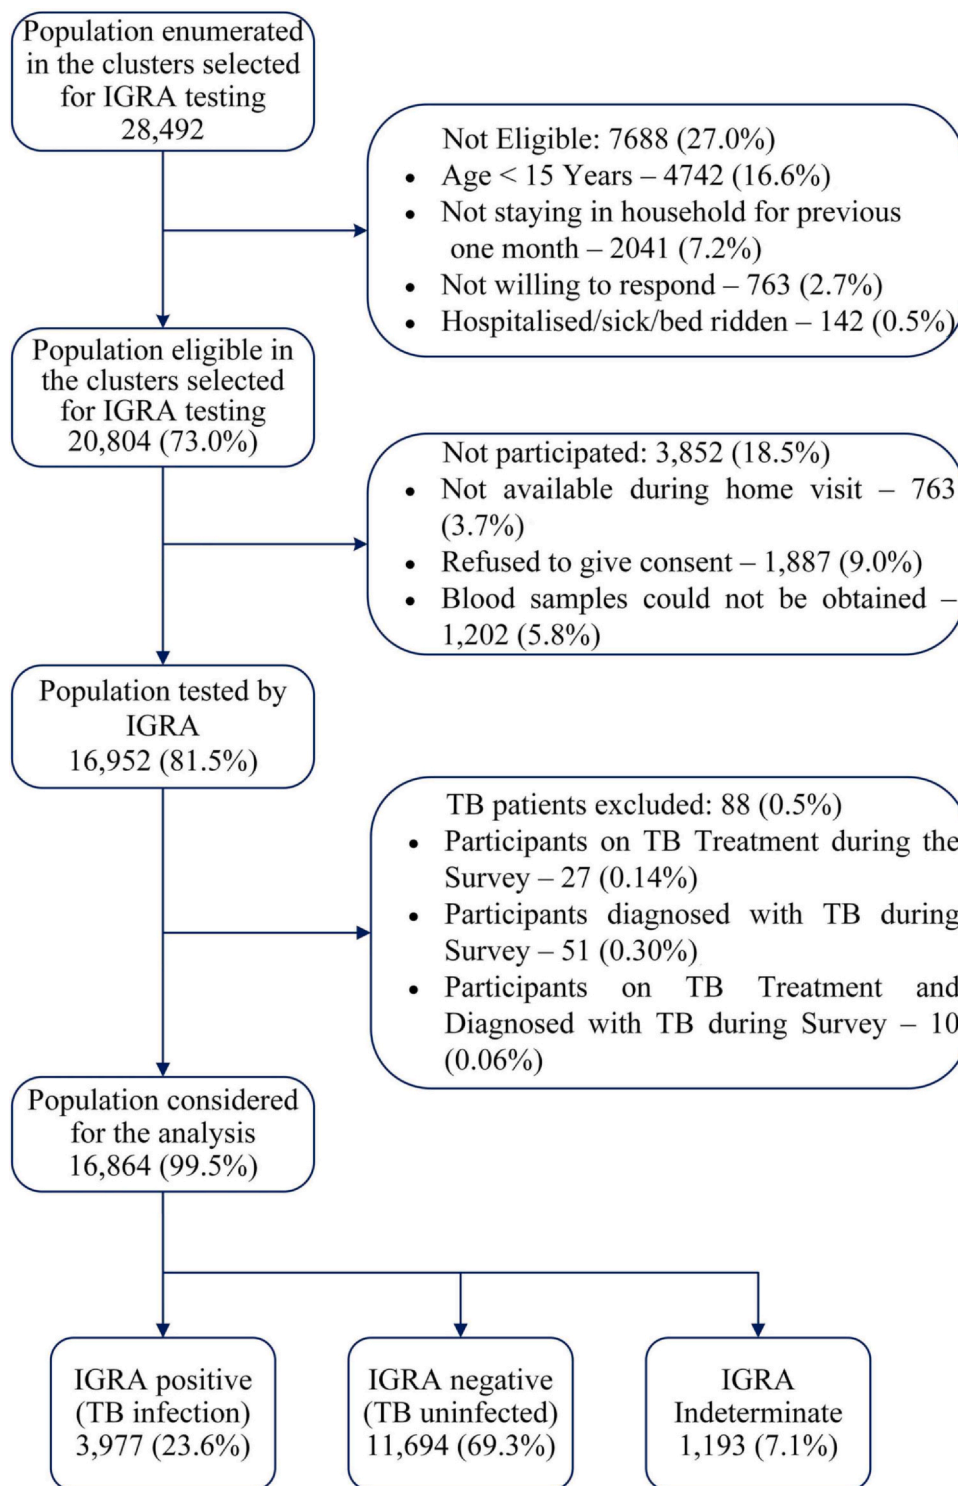 Population enumerated
in the clusters selected
for IGRA testing
28,492
Not Eligible: 7688 (27.0%)
• Age < 15 Years – 4742 (16.6%)
• Not staying in household for previous
one month – 2041 (7.2%)
• Not willing to respond – 763 (2.7%)
• Hospitalised/sick/bed ridden – 142 (0.5%)
Population eligible in
the clusters selected
for IGRA testing
20,804 (73.0%)
Not participated: 3,852 (18.5%)
• Not available during home visit – 763
(3.7%)
• Refused to give consent – 1,887 (9.0%)
• Blood samples could not be obtained –
1,202 (5.8%)
Population tested by
IGRA
16,952 (81.5%)
TB patients excluded: 88 (0.5%)
• Participants on TB Treatment during the
Survey – 27 (0.14%)
• Participants diagnosed with TB during
Survey – 51 (0.30%)
• Participants on TB Treatment and
Diagnosed with TB during Survey – 10
(0.06%)
Population considered
for the analysis
16,864 (99.5%)
IGRA positive
(TB infection)
3,977 (23.6%)
IGRA negative
(TB uninfected)
11,694 (69.3%)
IGRA
Indeterminate
1,193 (7.1%)